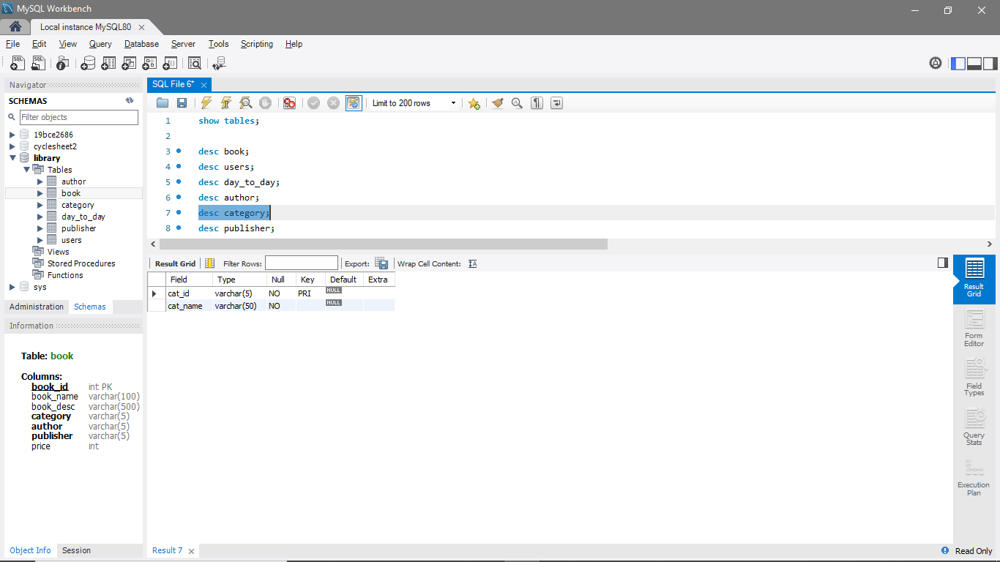 MySQL Workbench
Local instance MySQL80
File Edit View Query Database Server Tools Scripting Help
Navigator
SCHEMAS
Filter objects
19bce2686
cyclesheet2
library
Tables
author
book
category
day_to_day
publisher
users
Views
Stored Procedures
Functions
sys
Administration Schemas
Information
Table: book
Columns:
book_id int PK
book_name varchar(100)
book_desc varchar(500)
category varchar(5)
author varchar(5)
publisher varchar(5)
price int
Object Info Session
SQL File 6*
Limit to 200 rows
1 show tables;
2
3 desc book;
4 desc users;
5 desc day_to_day;
6 desc author;
7 desc category;
8 desc publisher;
Result Grid Filter Rows: Export: Wrap Cell Content:
Field Type Null Key Default Extra
cat_id varchar(5) NO PRI NULL
cat_name varchar(50) NO NULL
Result
Grid
Form
Editor
Field
Types
Query
Stats
Execution
Plan
Result 7
Read Only